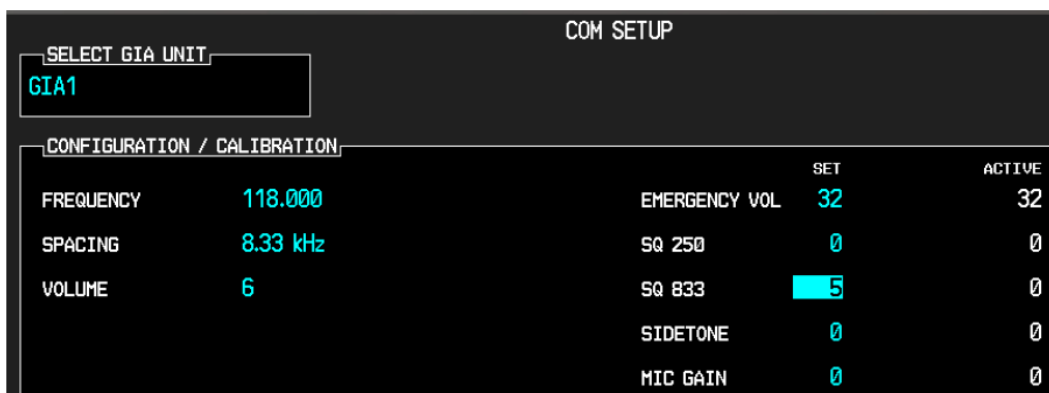 COM SETUP
SELECT GIA UNIT
GIA1
CONFIGURATION / CALIBRATION
SET ACTIVE
FREQUENCY 118.000 EMERGENCY VOL 32 32
SPACING 8.33 kHz SQ 250 0 0
VOLUME 6 SQ 833 5 0
SIDETONE 0 0
MIC GAIN 0 0